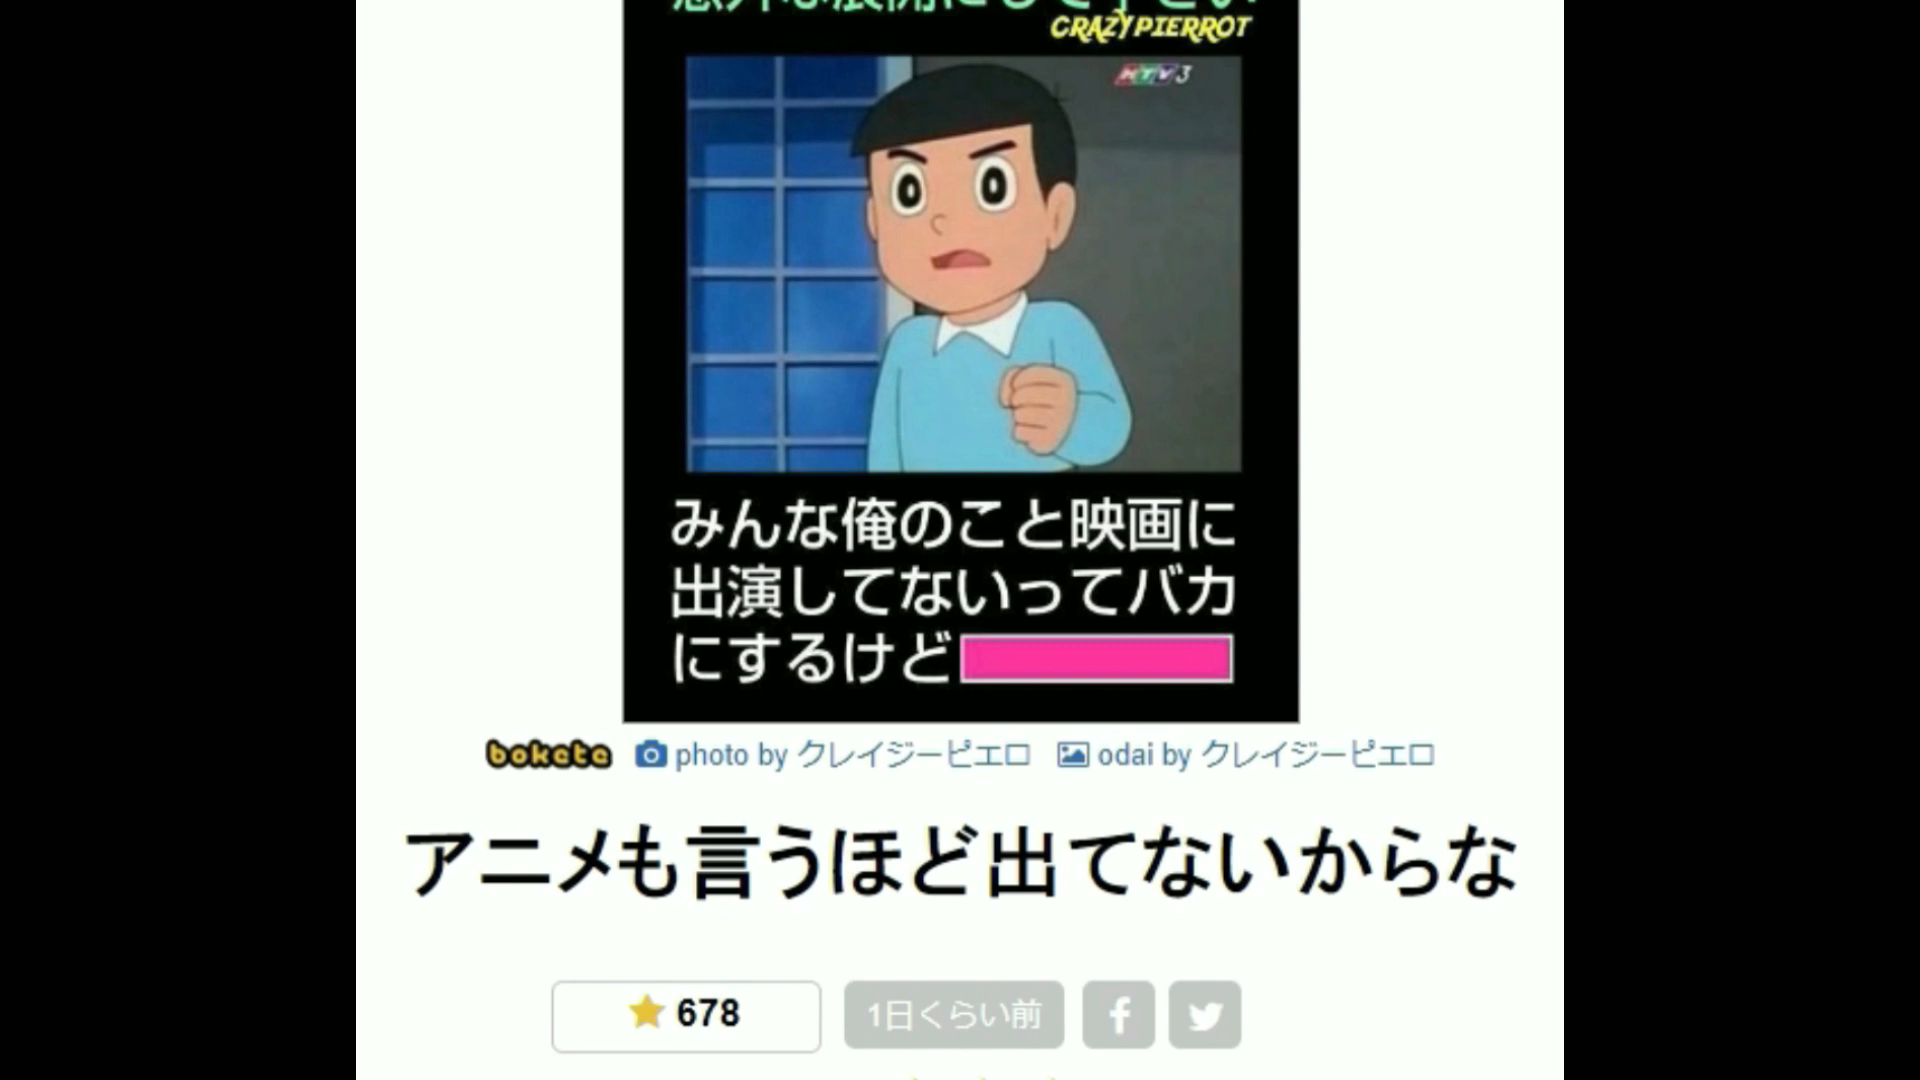 CRAZY PIERROT
HTV3
みんな俺のこと映画に
出演してないってバカ
にするけど
bokete photo by クレイジーピエロ odai by クレイジーピエロ
アニメも言うほど出てないからな
678 1日くらい前